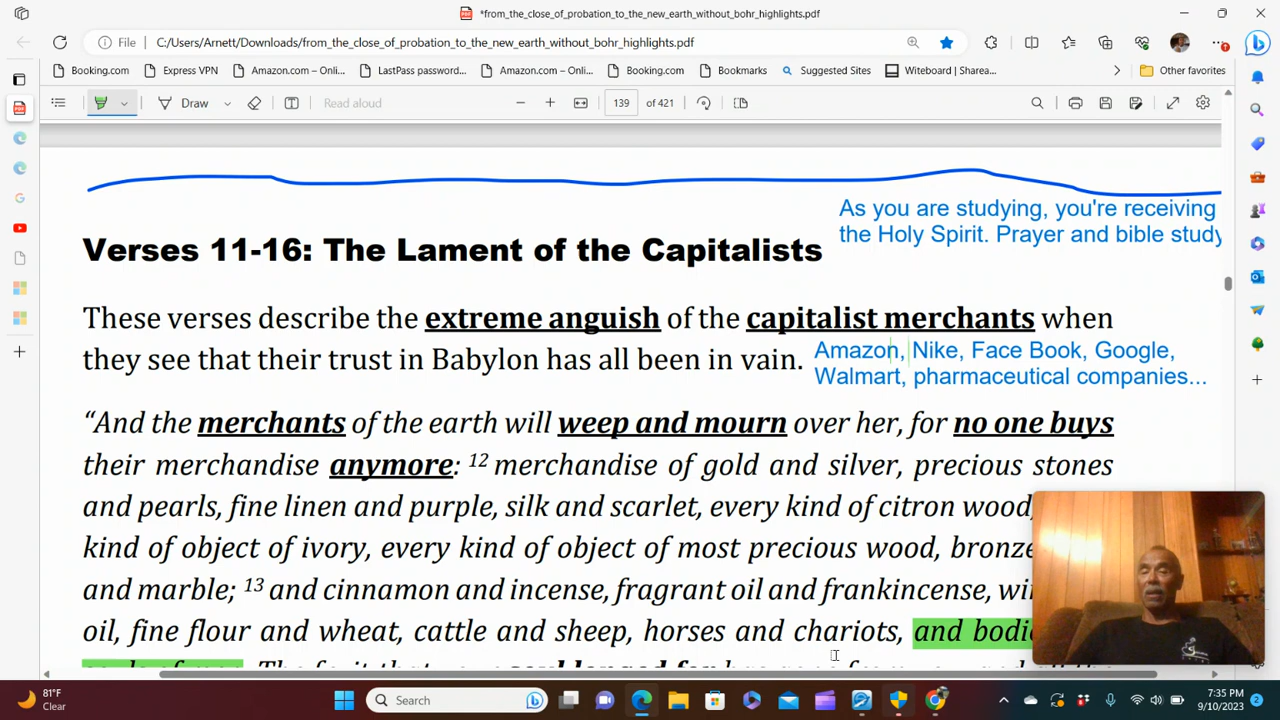 *from_the_close_of_probation_to_the_new_earth_without_bohr_highlights.pdf
File C:/Users/Arnett/Downloads/from_the_close_of_probation_to_the_new_earth_without_bohr_highlights.pdf
Booking.com Express VPN Amazon.com – Onli... LastPass password... Amazon.com – Onli... Booking.com Bookmarks Suggested Sites Witeboard | Sharea... Other favorites
Draw Read aloud 139 of 421
As you are studying, you're receiving
the Holy Spirit. Prayer and bible study
Verses 11-16: The Lament of the Capitalists
These verses describe the extreme anguish of the capitalist merchants when
they see that their trust in Babylon has all been in vain.
Amazon, Nike, Face Book, Google,
Walmart, pharmaceutical companies...
“And the merchants of the earth will weep and mourn over her, for no one buys
their merchandise anymore: 12 merchandise of gold and silver, precious stones
and pearls, fine linen and purple, silk and scarlet, every kind of citron wood,
kind of object of ivory, every kind of object of most precious wood, bronze
and marble; 13 and cinnamon and incense, fragrant oil and frankincense,
oil, fine flour and wheat, cattle and sheep, horses and chariots, and
81°F
Clear
Search
7:35 PM
9/10/2023